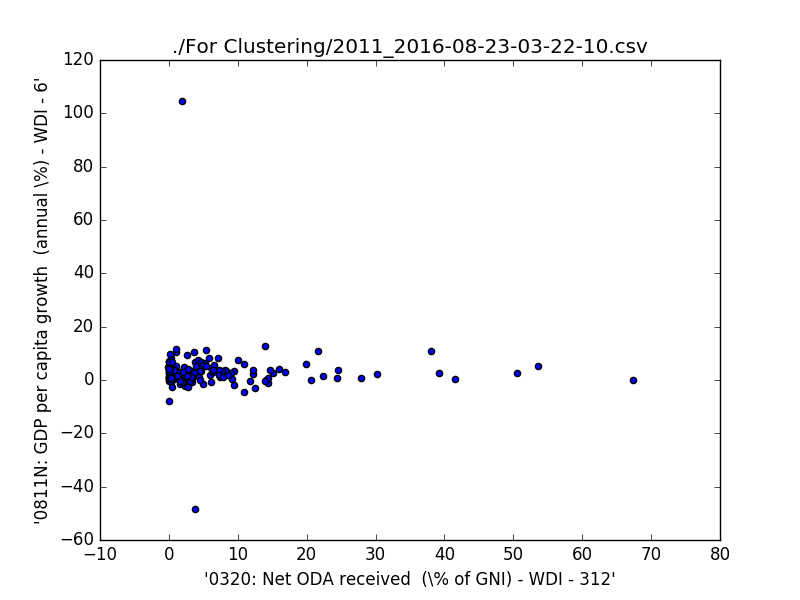 ./For Clustering/2011_2016-08-23-03-22-10.csv
120
100
80
60
40
20
0
−20
−40
−60
'0811N: GDP per capita growth  (annual \%) - WDI - 6'
−10 0 10 20 30 40 50 60 70 80
'0320: Net ODA received  (\% of GNI) - WDI - 312'